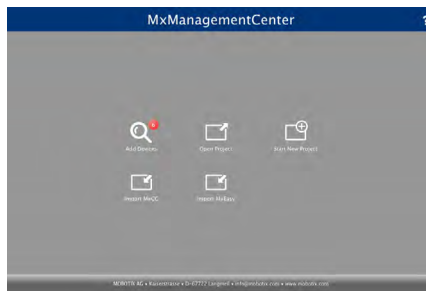 MxManagementCenter
?
Add Devices
Open Project
Start New Project
Import MxCC
Import MxEasy
MOBOTIX AG • Kaiserstrasse • D-67722 Langmeil • info@mobotix.com • www.mobotix.com